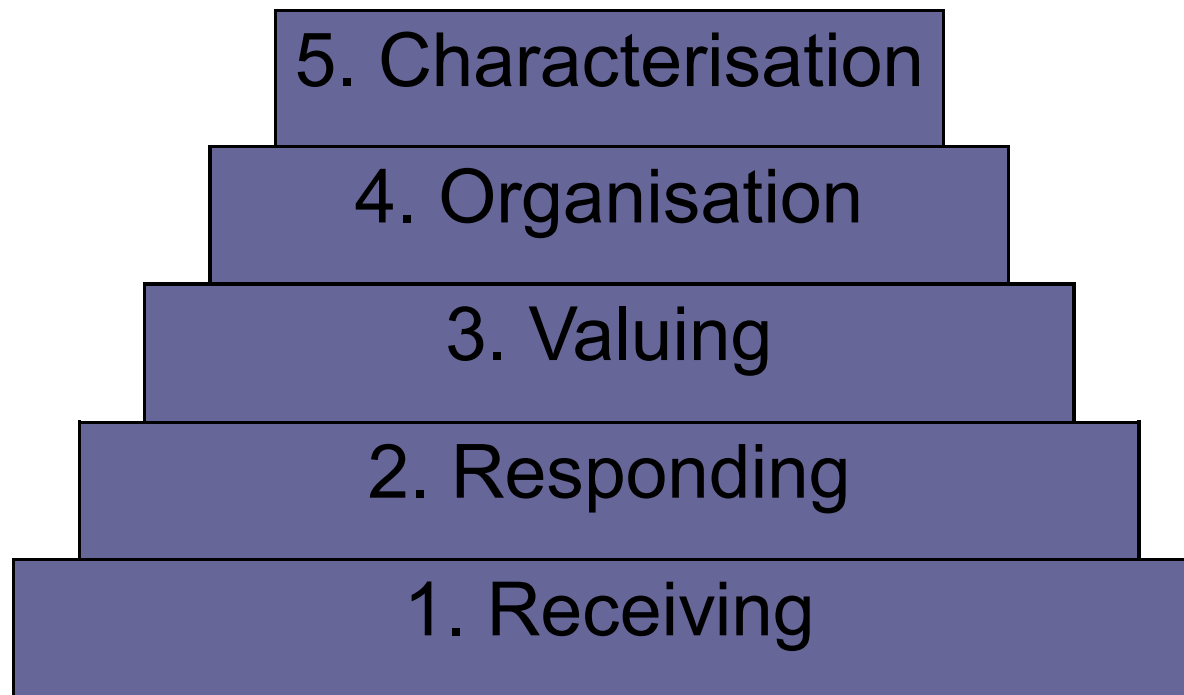 5. Characterisation
4. Organisation
3. Valuing
2. Responding
1. Receiving